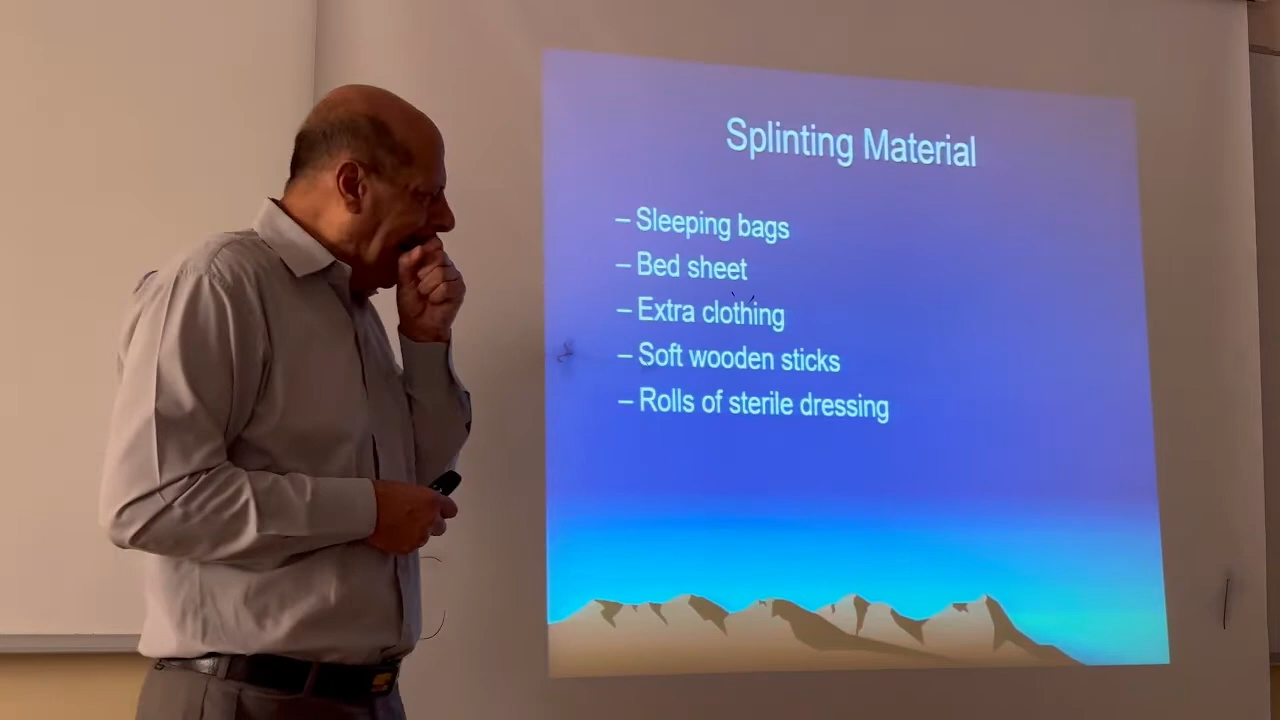 Splinting Material
– Sleeping bags
– Bed sheet
– Extra clothing
– Soft wooden sticks
– Rolls of sterile dressing